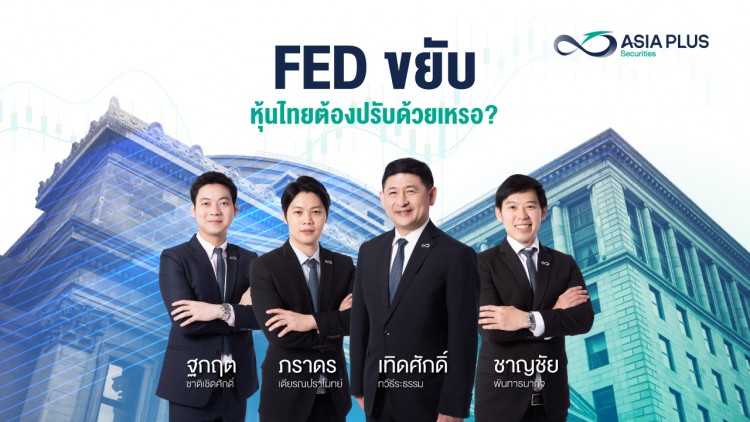 ASIA PLUS
Securities
FED ขยับ
หุ้นไทยต้องปรับด้วยเหรอ?
ฐกฤต
ชาติเชิดศักดิ์
ภราดร
เตียรณปราโมทย์
เทิดศักดิ์
ทวีธีระธรรม
ชาญชัย
พันทาธนากิจ